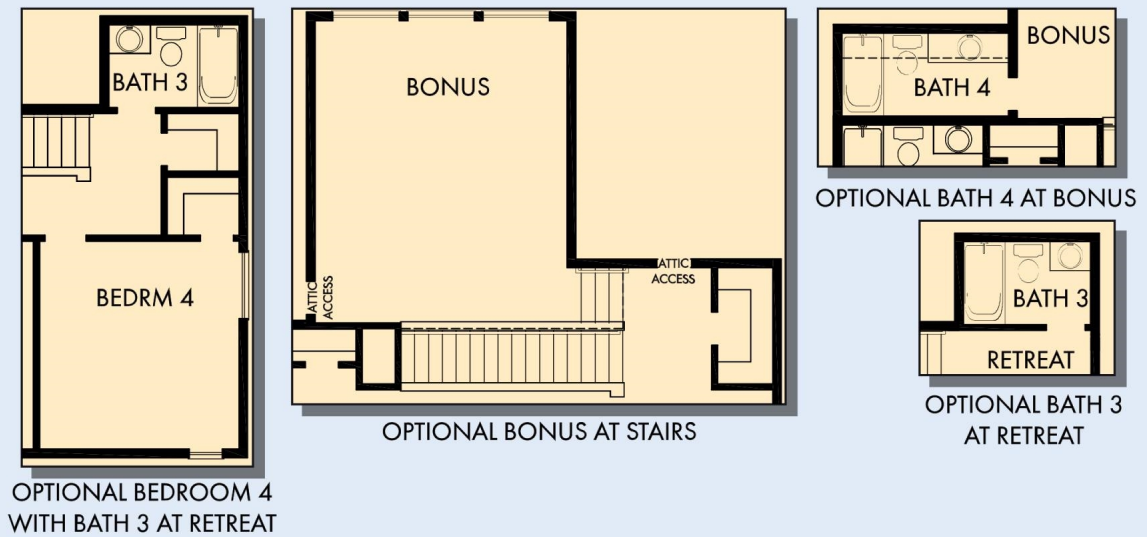 BATH 3
BEDRM 4
OPTIONAL BEDROOM 4
WITH BATH 3 AT RETREAT
BONUS
ATTIC
ACCESS
ATTIC
ACCESS
OPTIONAL BONUS AT STAIRS
BONUS
BATH 4
OPTIONAL BATH 4 AT BONUS
BATH 3
RETREAT
OPTIONAL BATH 3
AT RETREAT